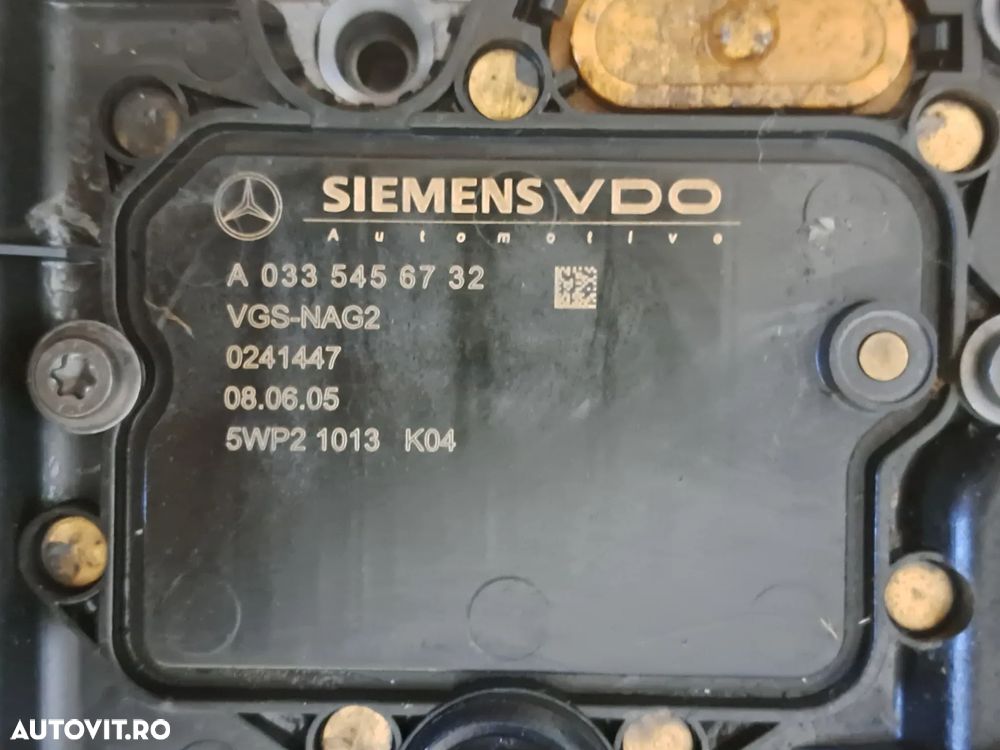 SIEMENS VDO
Automotive
A 033 545 67 32
VGS-NAG2
0241447
08.06.05
5WP2 1013 K04
AUTOVIT.RO